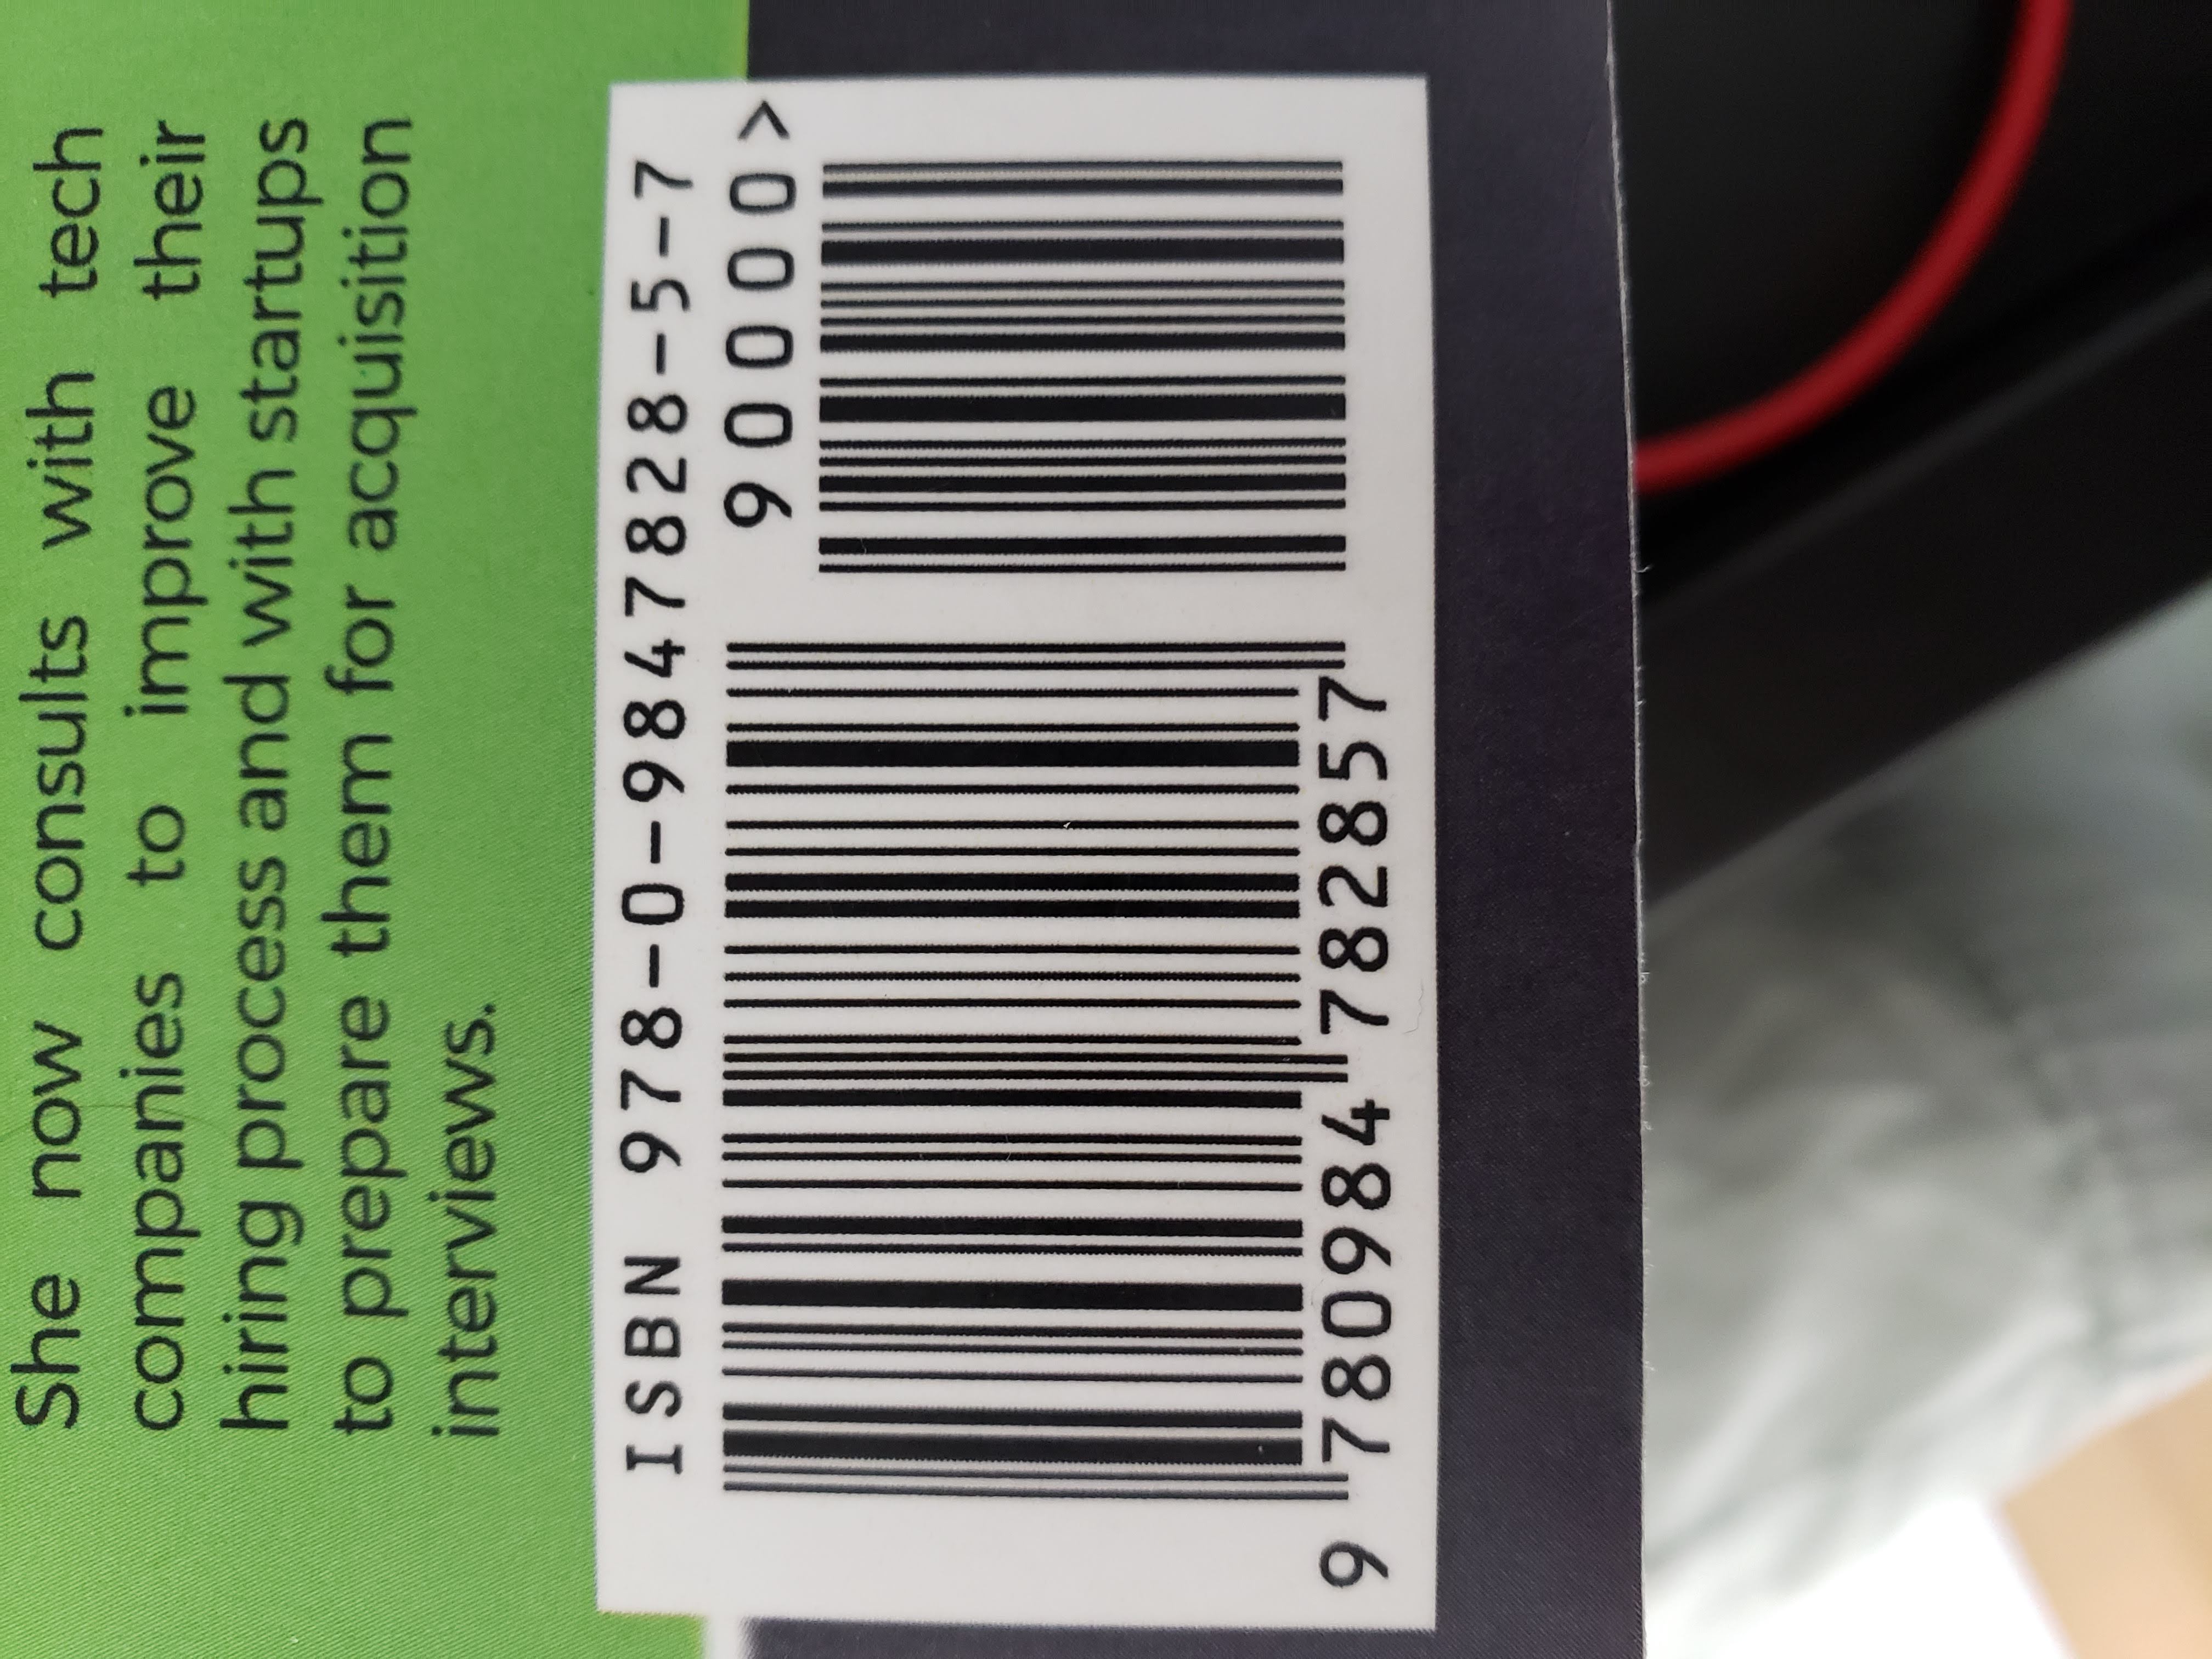 She now consults with tech
companies to improve their
hiring process and with startups
to prepare them for acquisition
interviews.
ISBN 978-0-9847828-5-7
90000>
9 780984 782857